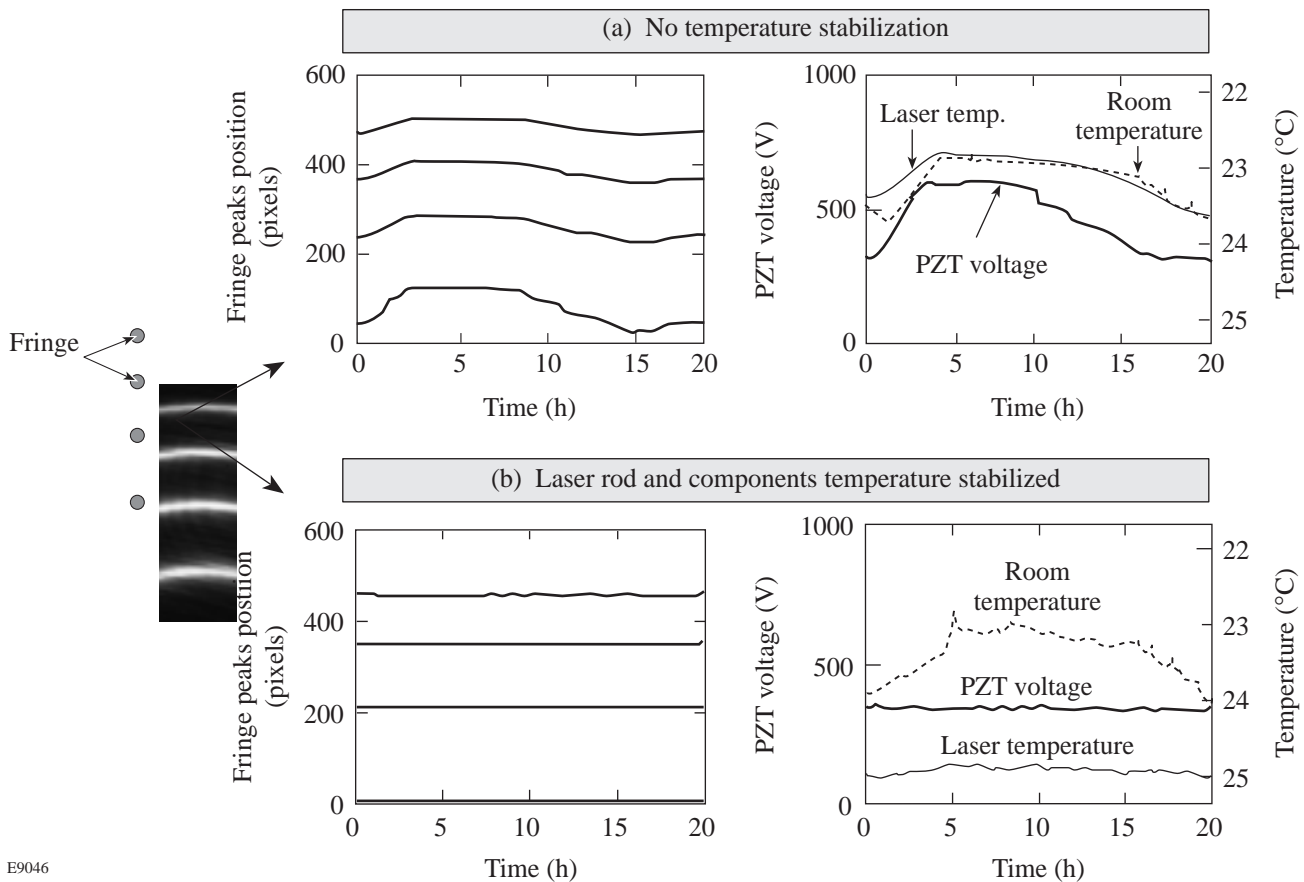 (a) No temperature stabilization
600
400
200
0
Fringe peaks position
(pixels)
0
5
10
15
20
Time (h)
1000
500
0
PZT voltage (V)
Laser temp.
Room
temperature
PZT voltage
22
23
24
25
Temperature (°C)
0
5
10
15
20
Time (h)
Fringe
(b) Laser rod and components temperature stabilized
600
400
200
0
Fringe peaks postiion
(pixels)
0
5
10
15
20
Time (h)
1000
500
0
PZT voltage (V)
Room
temperature
PZT voltage
Laser temperature
22
23
24
25
Temperature (°C)
0
5
10
15
20
Time (h)
E9046